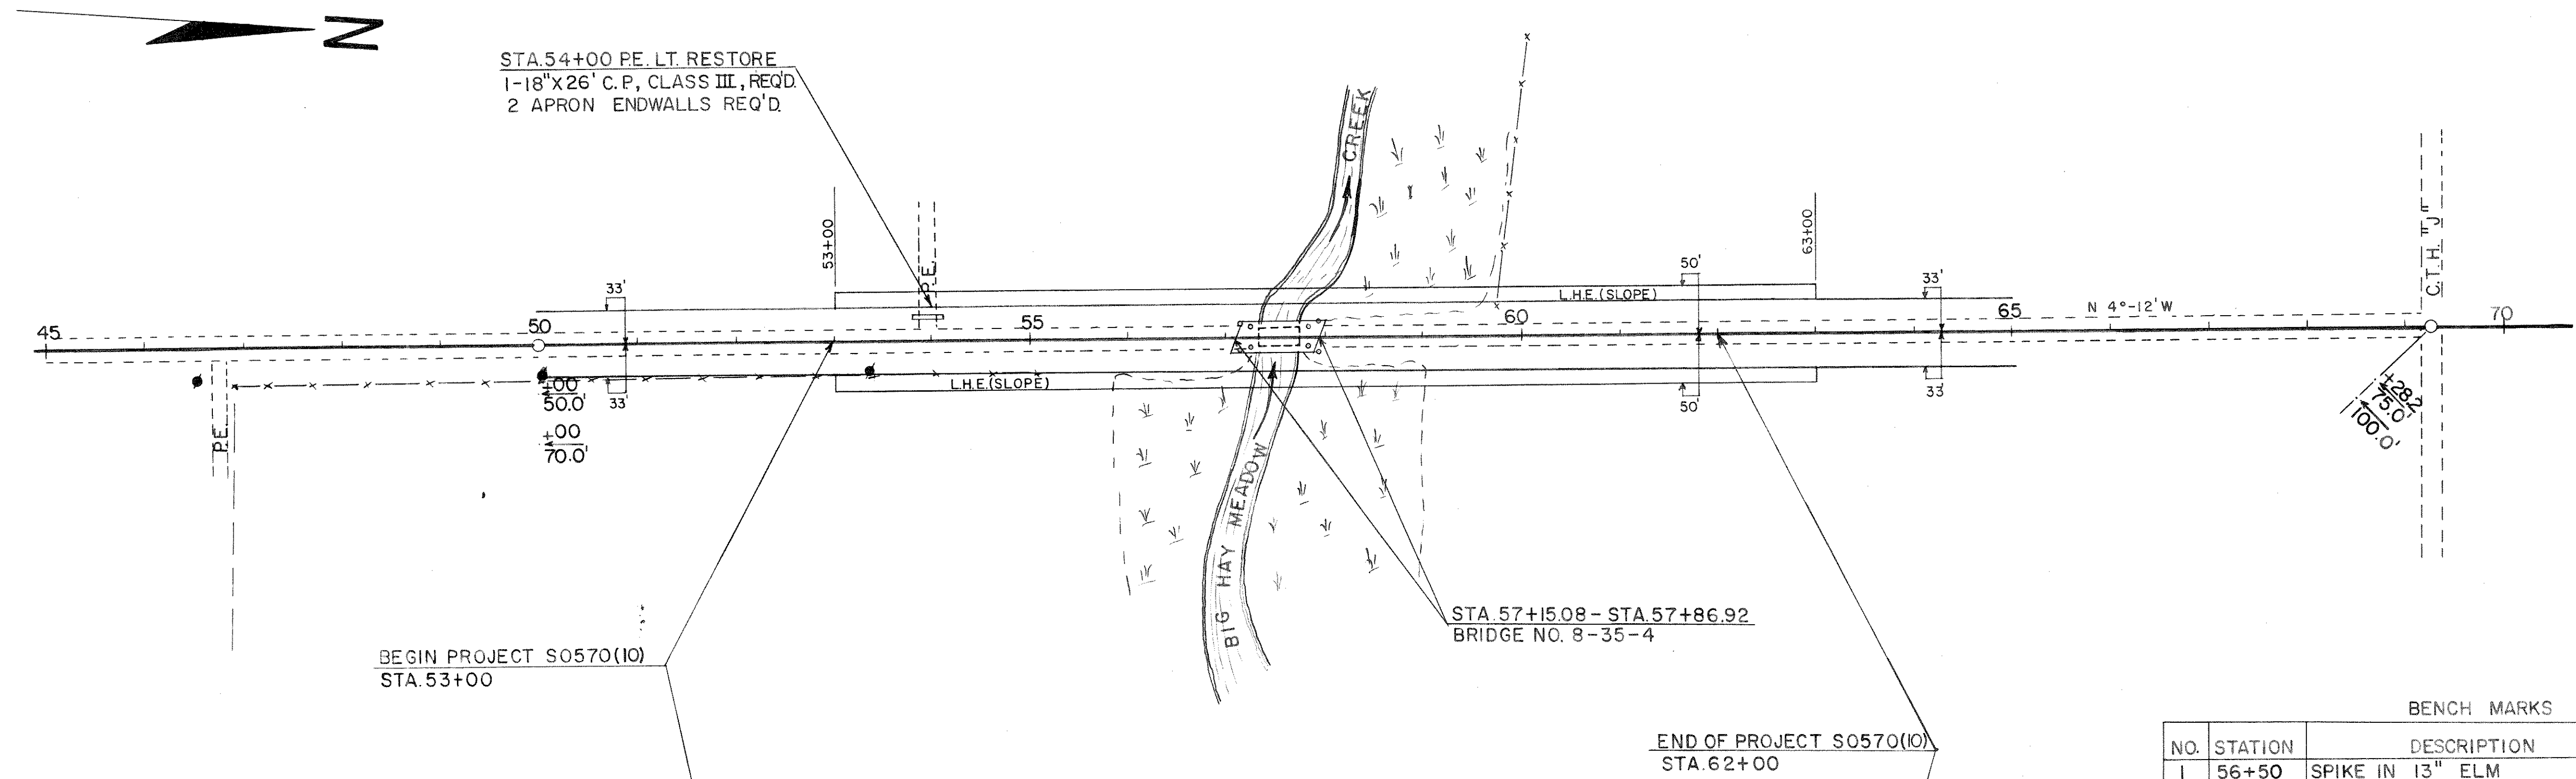 N
STA.54+00 P.E. LT. RESTORE
1-18"X26' C.P., CLASS III, REQ'D.
2 APRON ENDWALLS REQ'D.
CREEK
53+00
P.E.
63+00
C.T.H. "J"
33'
50'
33'
L.H.E.(SLOPE)
45
50
55
60
65
N 4°-12'W
70
L.H.E.(SLOPE)
+00
50.0'
33'
50'
33'
+00
70.0'
P.E.
+28.2
75.0'
100.0'
BIG HAY MEADOW
STA.57+15.08-STA.57+86.92
BRIDGE NO. 8-35-4
BEGIN PROJECT S0570(10)
STA.53+00
END OF PROJECT S0570(10)
STA.62+00
BENCH MARKS
NO. STATION DESCRIPTION
1 56+50 SPIKE IN 13" ELM